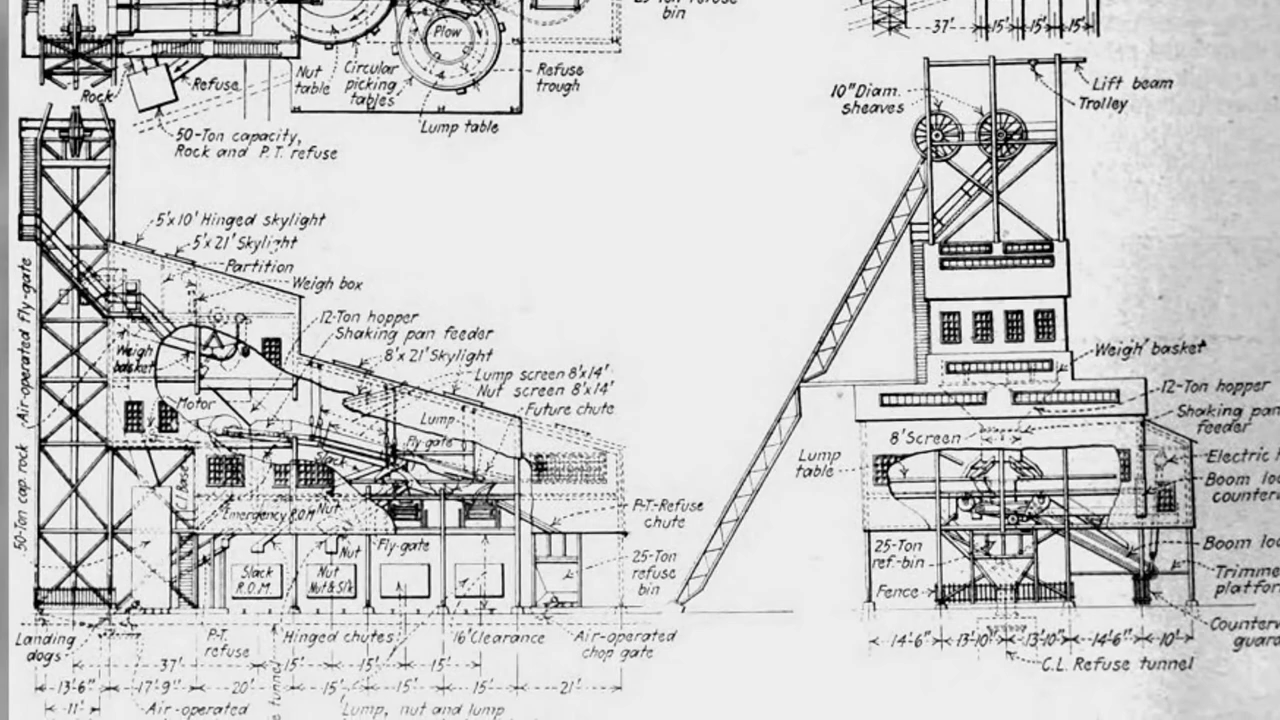 bin
37'
15'
15'
15'
Plow
Nut
table
Circular
picking
tables
Refuse
trough
Rock
Refuse
Lump table
50-Ton capacity,
Rock and P.T. refuse
10" Diam.
sheaves
Lift beam
Trolley
5'x10' Hinged skylight
5'x21' Skylight
Partition
Weigh box
12-Ton hopper
Shaking pan feeder
8'x21' Skylight
Lump screen 8'x14'
Nut screen 8'x14'
Future chute
Air-operated fly-gate
50-Ton cap. rock
Weigh
basket
Motor
Lump
Fly-gate
Slack
Emergency R.O.M.
Nut
Nut
Fly-gate
P.T.-Refuse
chute
25-Ton
refuse
bin
Slack
R.O.M.
Nut
Nut & Slk
Landing
dogs
P.T.
refuse
Hinged chutes
16' Clearance
Air-operated
chop gate
37'
15'
15'
15'
13'-6"
17'-9"
20'
15'
15'
15'
21'
11'
Air-operated
Lump, nut and lump
Weigh basket
12-Ton hopper
Shaking pan
feeder
8' Screen
Lump
table
Electric
Boom
Boom
25-Ton
ref.-bin
Fence
14'-6"
13'-10"
13'-10"
14'-6"
10'
C.L. Refuse tunnel